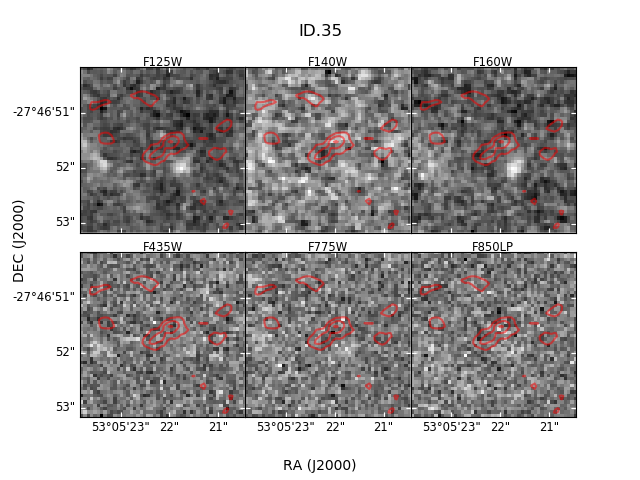 ID.35
F125W F140W F160W
-27°46'51"
52"
53"
F435W F775W F850LP
-27°46'51"
52"
53"
53°05'23" 22" 21" 53°05'23" 22" 21" 53°05'23" 22" 21"
DEC (J2000)
RA (J2000)